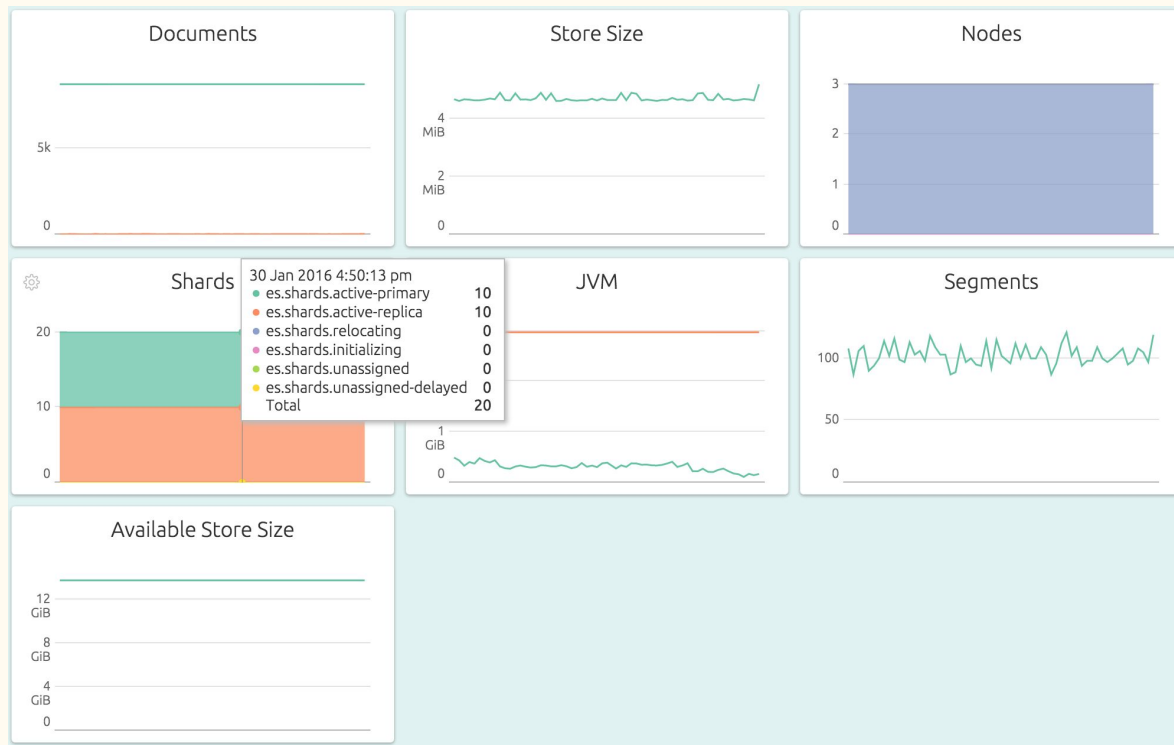 Documents
5k
0
Store Size
4
MiB
2
MiB
0
Nodes
3
2
1
0
Shards
20
10
0
30 Jan 2016 4:50:13 pm
es.shards.active-primary 10
es.shards.active-replica 10
es.shards.relocating 0
es.shards.initializing 0
es.shards.unassigned 0
es.shards.unassigned-delayed 0
Total 20
JVM
1
GiB
0
Segments
100
50
0
Available Store Size
12
GiB
8
GiB
4
GiB
0